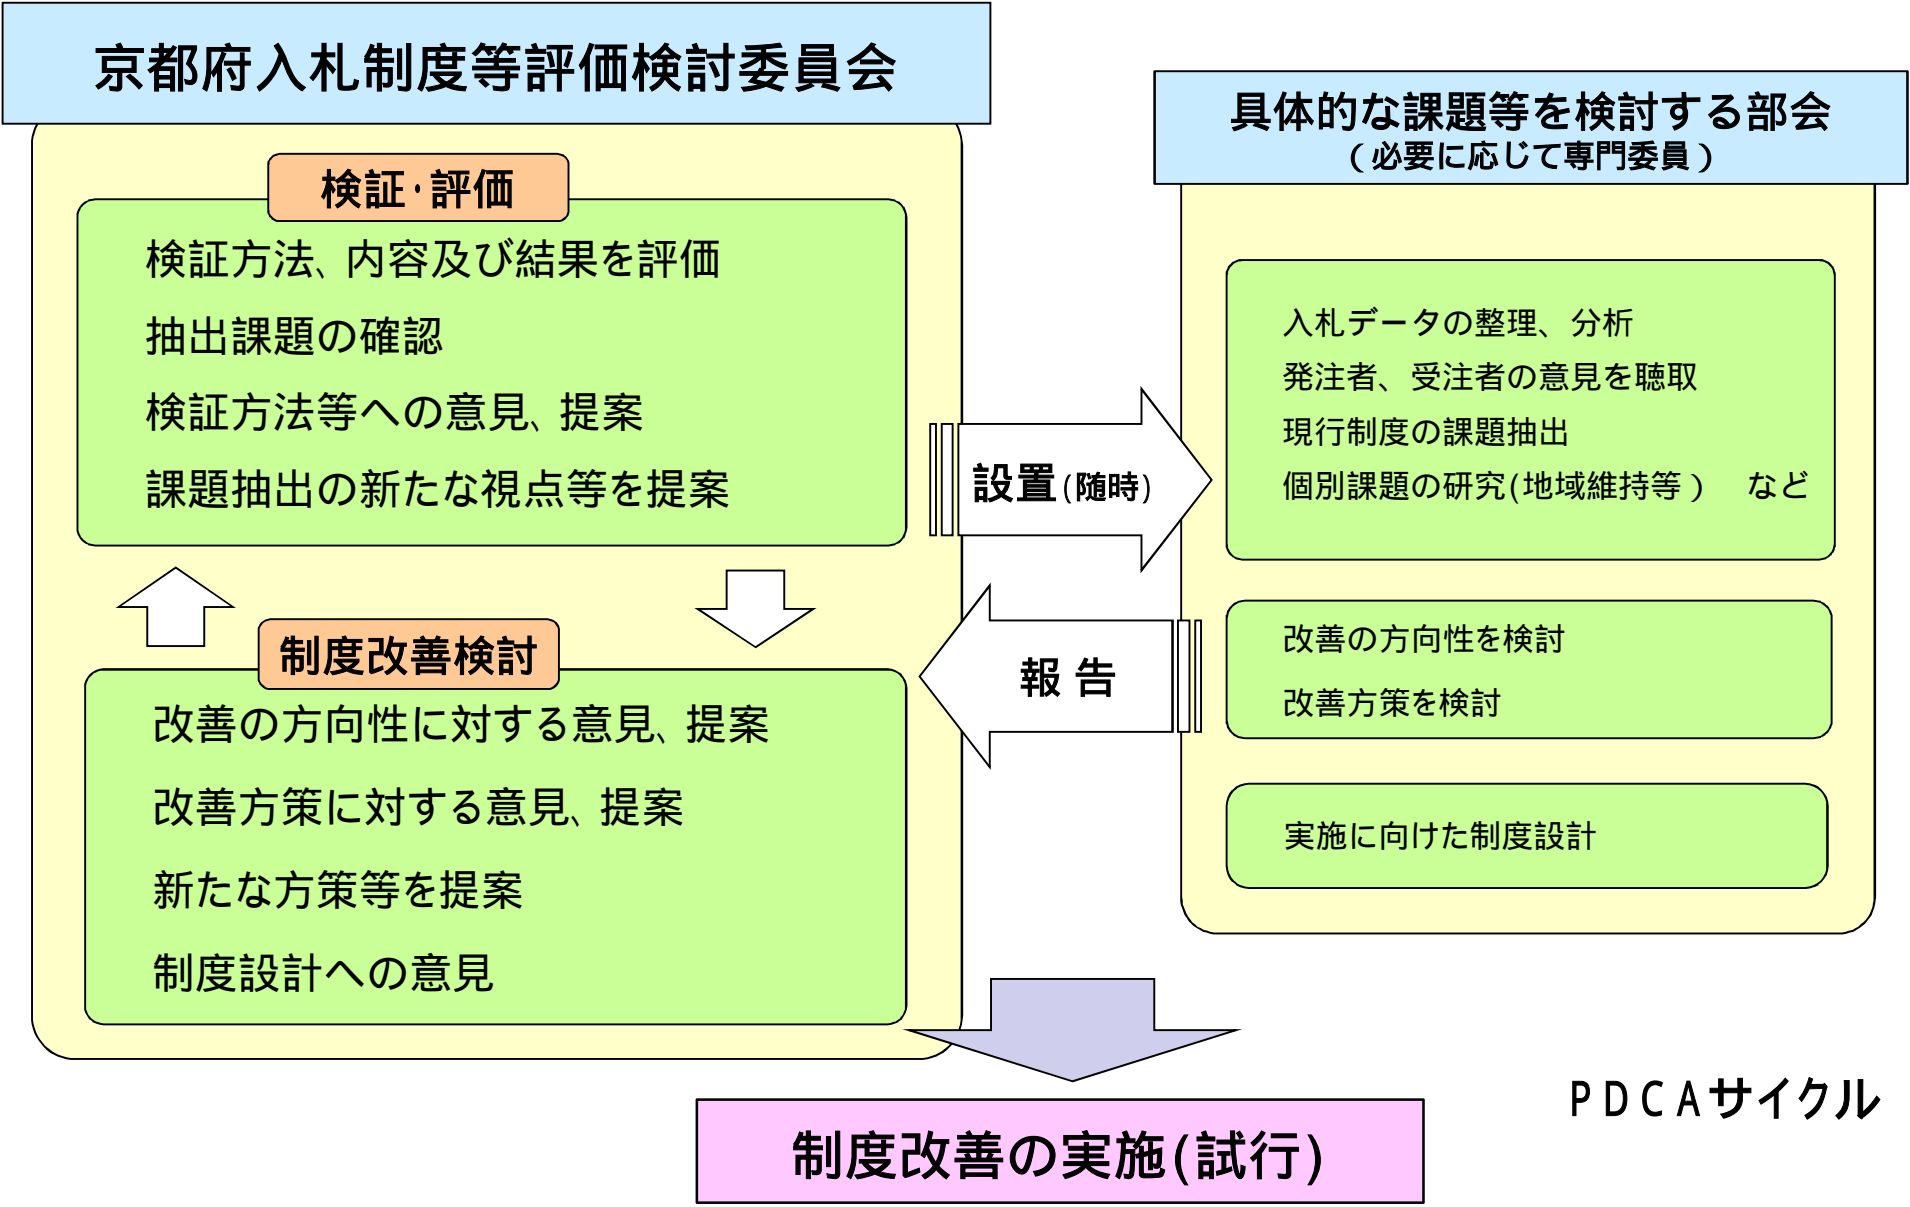 京都府入札制度等評価検討委員会
検証・評価
検証方法、内容及び結果を評価
抽出課題の確認
検証方法等への意見、提案
課題抽出の新たな視点等を提案
制度改善検討
改善の方向性に対する意見、提案
改善方策に対する意見、提案
新たな方策等を提案
制度設計への意見
設置(随時)
報 告
具体的な課題等を検討する部会
（必要に応じて専門委員）
入札データの整理、分析
発注者、受注者の意見を聴取
現行制度の課題抽出
個別課題の研究(地域維持等）　など
改善の方向性を検討
改善方策を検討
実施に向けた制度設計
制度改善の実施(試行)
ＰＤＣＡサイクル